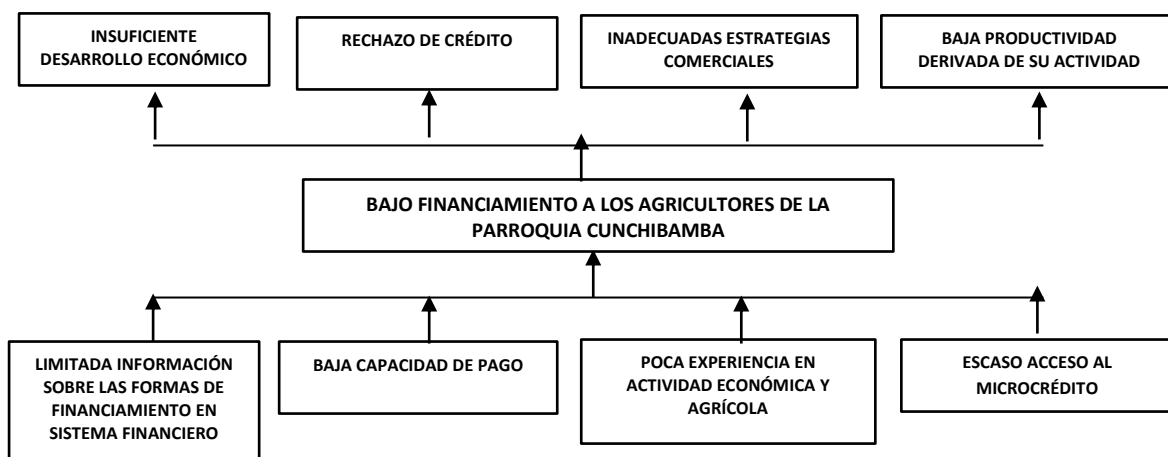 INSUFICIENTE
DESARROLLO ECONÓMICO
RECHAZO DE CRÉDITO
INADECUADAS ESTRATEGIAS
COMERCIALES
BAJA PRODUCTIVIDAD
DERIVADA DE SU ACTIVIDAD
BAJO FINANCIAMIENTO A LOS AGRICULTORES DE LA
PARROQUIA CUNCHIBAMBA
LIMITADA INFORMACIÓN
SOBRE LAS FORMAS DE
FINANCIAMIENTO EN
SISTEMA FINANCIERO
BAJA CAPACIDAD DE PAGO
POCA EXPERIENCIA EN
ACTIVIDAD ECONÓMICA Y
AGRÍCOLA
ESCASO ACCESO AL
MICROCRÉDITO